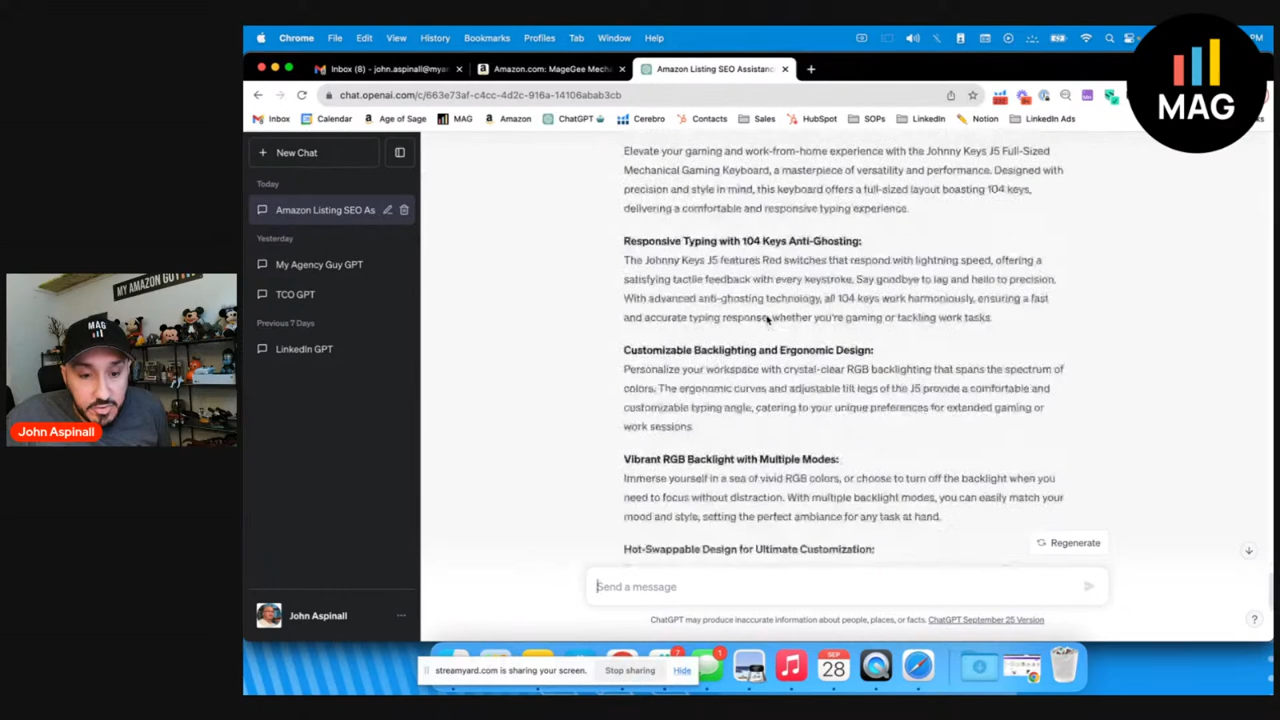 Chrome File Edit View History Bookmarks Profiles Tab Window Help
Inbox (8) - john.aspinall@myar
Amazon.com: MageGee Mech
Amazon Listing SEO Assistanc
chat.openai.com/c/663e73af-c4cc-4d2c-916a-14106abab3cb
Inbox Calendar Age of Sage MAG Amazon ChatGPT Cerebro Contacts Sales HubSpot SOPs LinkedIn Notion LinkedIn Ads
MAG
New Chat
Today
Amazon Listing SEO As
Yesterday
My Agency Guy GPT
TCO GPT
Previous 7 Days
LinkedIn GPT
John Aspinall
Elevate your gaming and work-from-home experience with the Johnny Keys J5 Full-Sized
Mechanical Gaming Keyboard, a masterpiece of versatility and performance. Designed with
precision and style in mind, this keyboard offers a full-sized layout boasting 104 keys,
delivering a comfortable and responsive typing experience.
Responsive Typing with 104 Keys Anti-Ghosting:
The Johnny Keys J5 features Red switches that respond with lightning speed, offering a
satisfying tactile feedback with every keystroke. Say goodbye to lag and hello to precision.
With advanced anti-ghosting technology, all 104 keys work harmoniously, ensuring a fast
and accurate typing response whether you're gaming or tackling work tasks.
Customizable Backlighting and Ergonomic Design:
Personalize your workspace with crystal-clear RGB backlighting that spans the spectrum of
colors. The ergonomic curves and adjustable tilt legs of the J5 provide a comfortable and
customizable typing angle, catering to your unique preferences for extended gaming or
work sessions.
Vibrant RGB Backlight with Multiple Modes:
Immerse yourself in a sea of vivid RGB colors, or choose to turn off the backlight when you
need to focus without distraction. With multiple backlight modes, you can easily match your
mood and style, setting the perfect ambiance for any task at hand.
Hot-Swappable Design for Ultimate Customization:
Regenerate
Send a message
ChatGPT may produce inaccurate information about people, places, or facts. ChatGPT September 25 Version
?
MY AMAZON GUY
MAG
John Aspinall
streamyard.com is sharing your screen. Stop sharing Hide
7
1
SEP
28